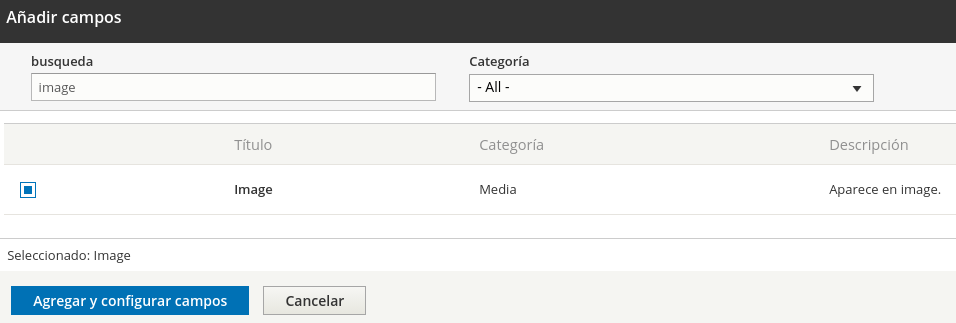 Añadir campos
busqueda
Categoría
image
- All -
Título
Categoría
Descripción
Image
Media
Aparece en image.
Seleccionado: Image
Agregar y configurar campos
Cancelar